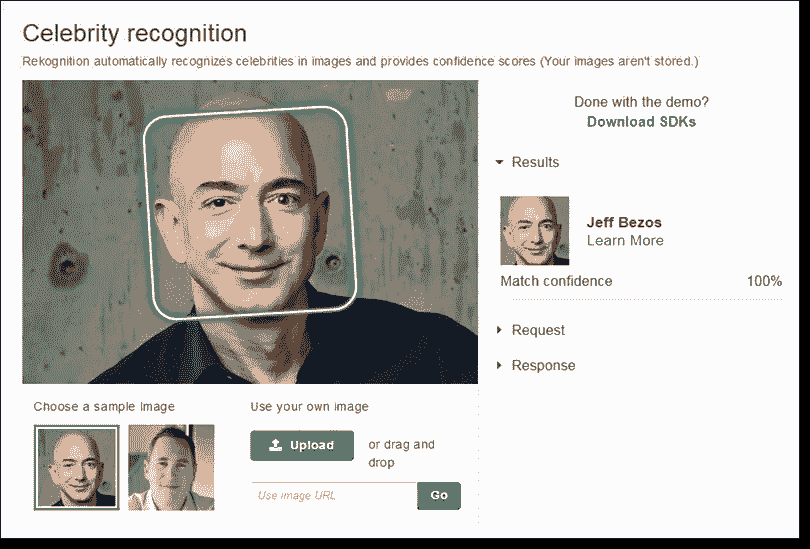 Celebrity recognition
Rekognition automatically recognizes celebrities in images and provides confidence scores (Your images aren't stored.)
Done with the demo?
Download SDKs
Results
Jeff Bezos
Learn More
Match confidence 100%
Request
Response
Choose a sample image
Use your own image
Upload
or drag and
drop
Use image URL
Go